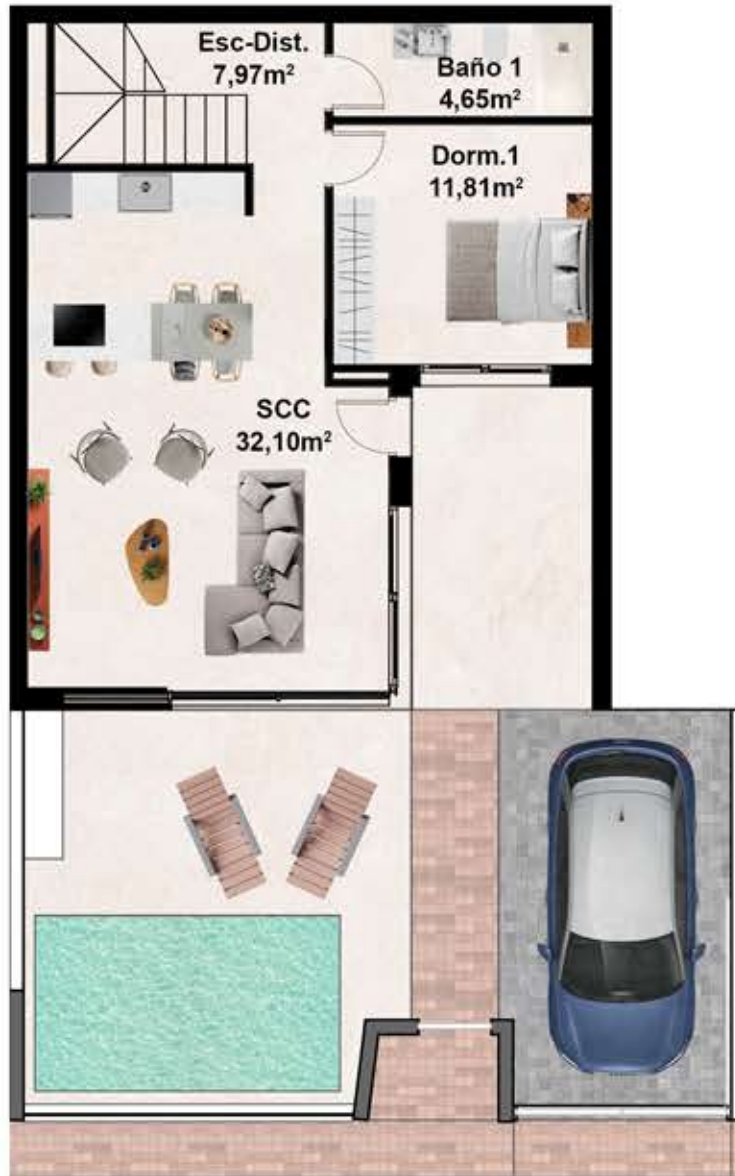 Esc-Dist.
7,97m²
Baño 1
4,65m²
Dorm.1
11,81m²
SCC
32,10m²